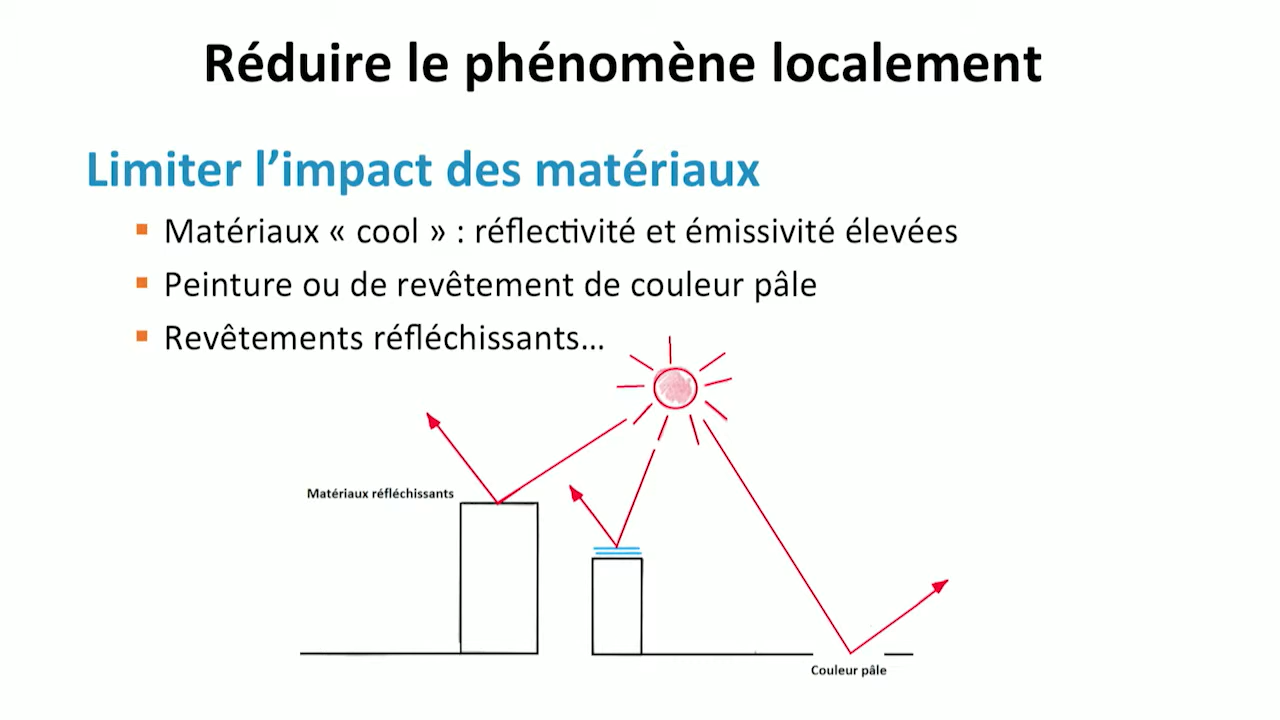 Réduire le phénomène localement
Limiter l’impact des matériaux
Matériaux « cool » : réflectivité et émissivité élevées
Peinture ou de revêtement de couleur pâle
Revêtements réfléchissants...
Matériaux réfléchissants
Couleur pâle